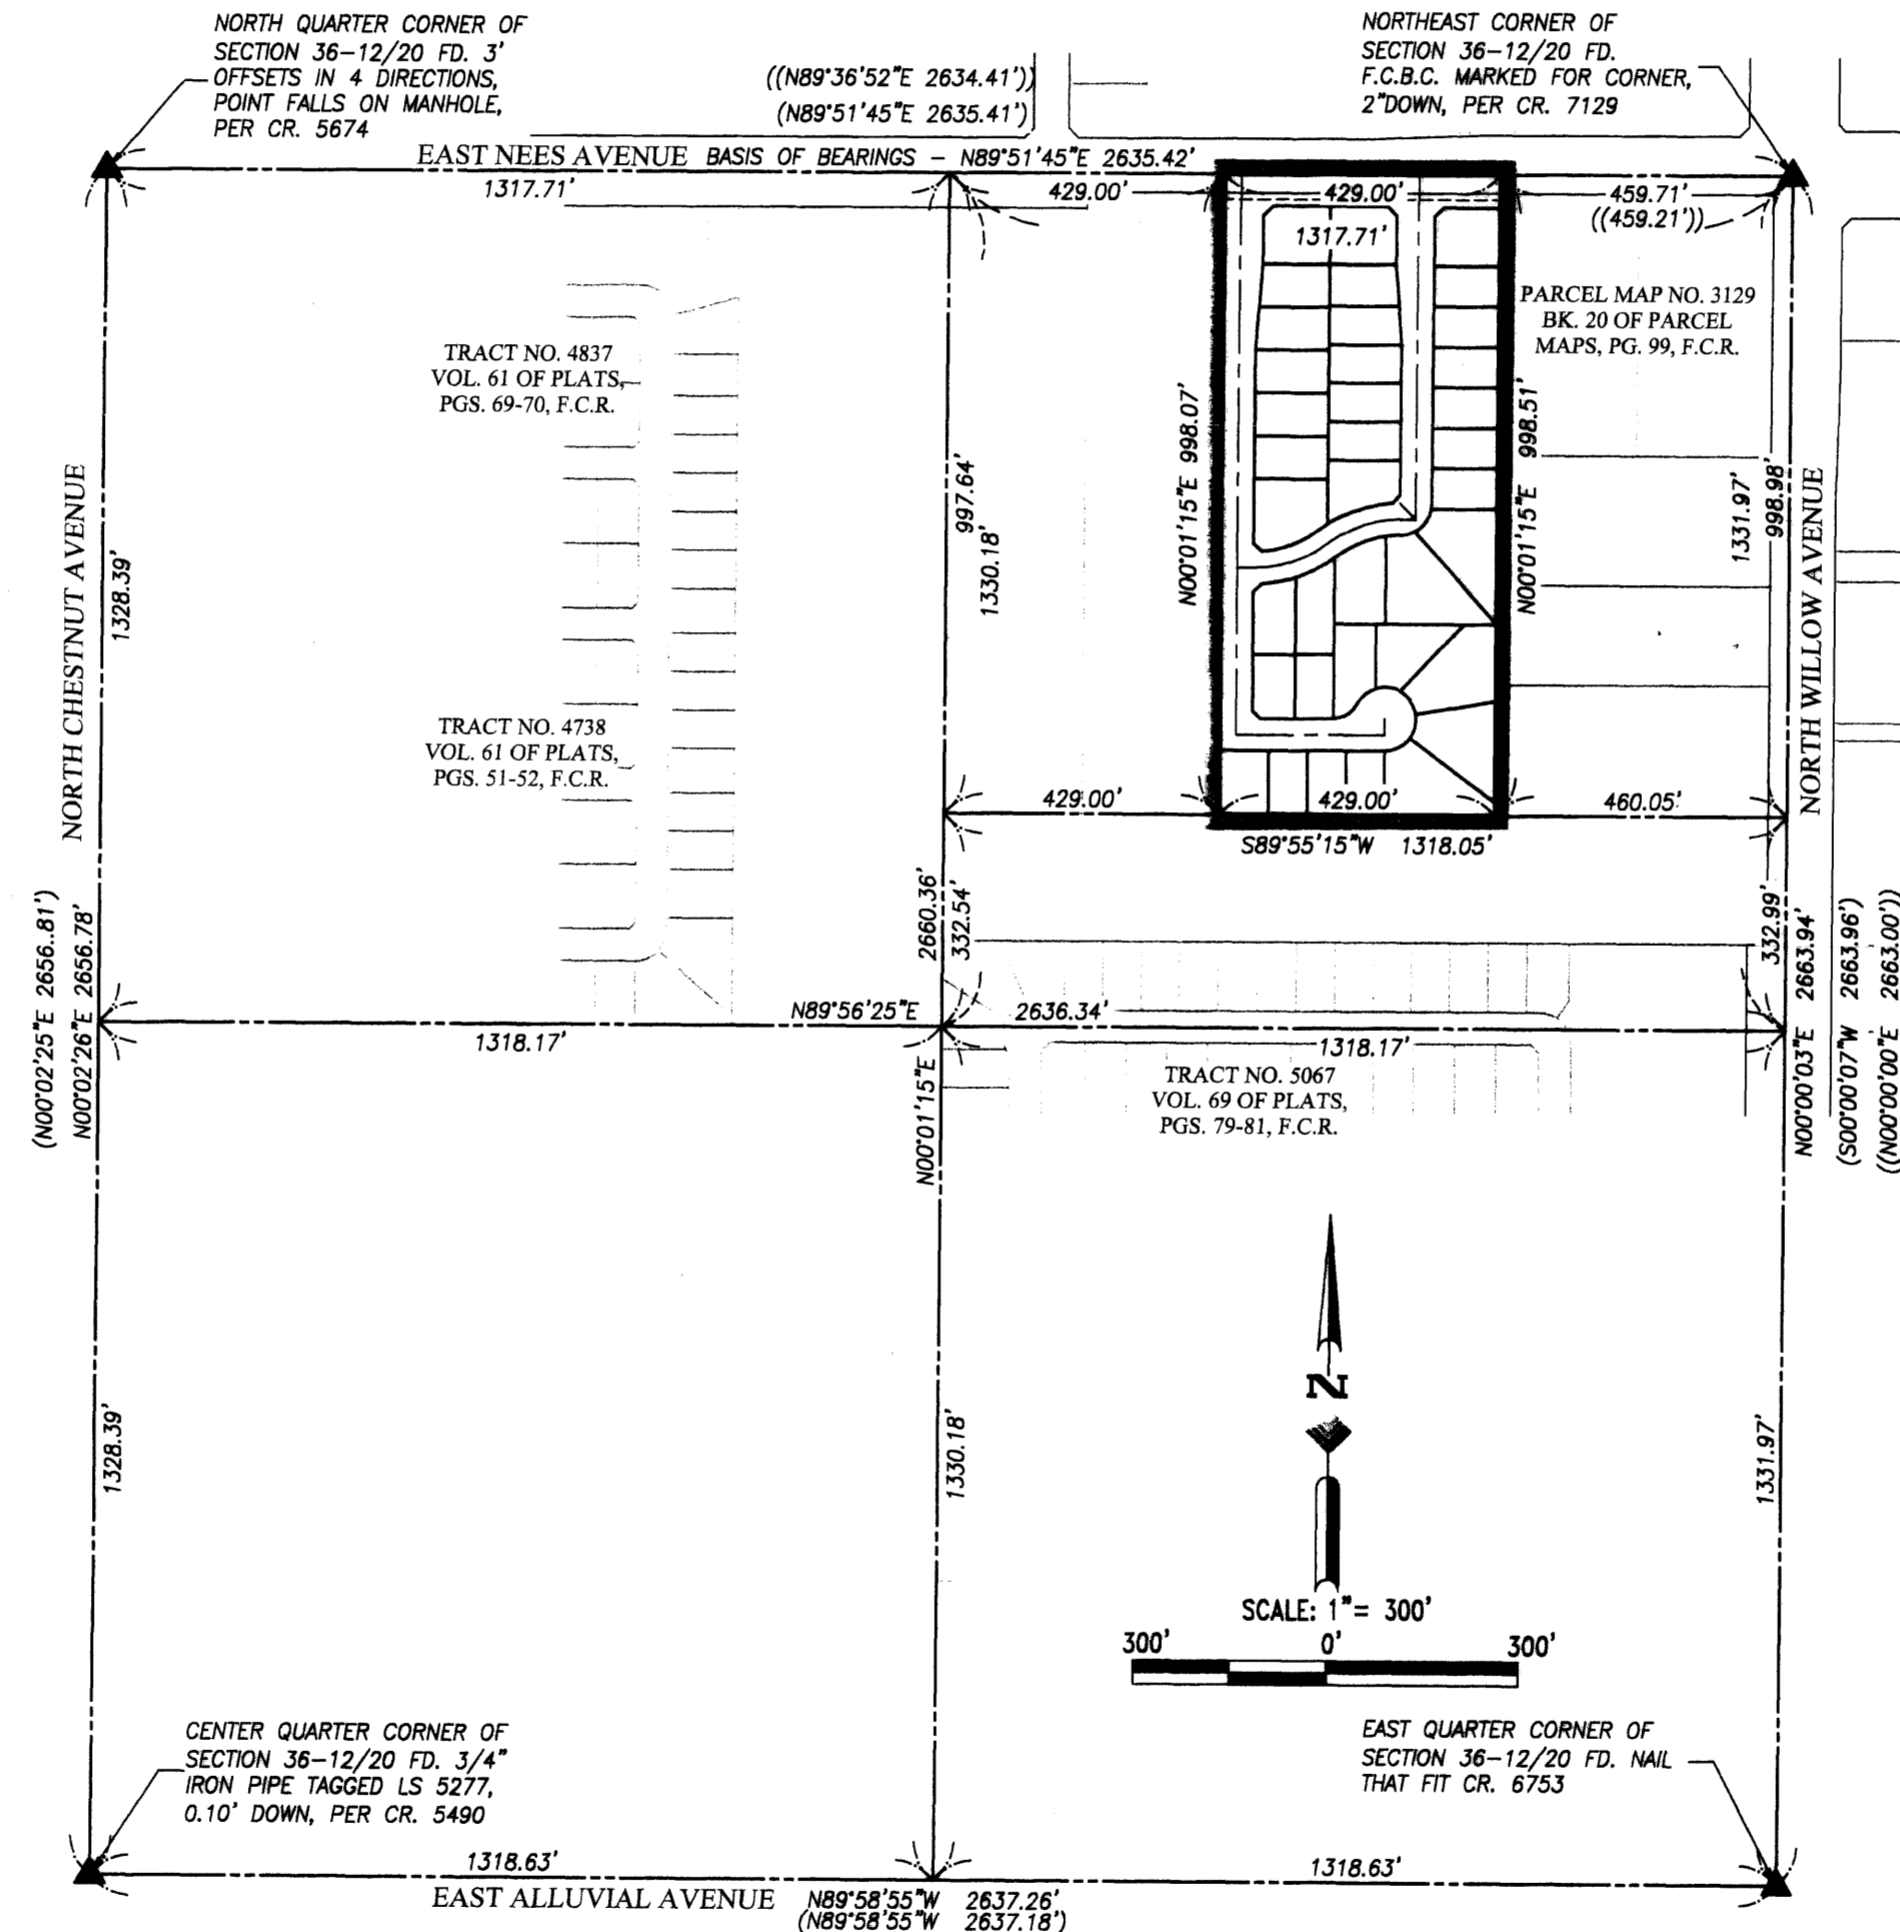 NORTH QUARTER CORNER OF
SECTION 36-12/20 FD. 3'
OFFSETS IN 4 DIRECTIONS,
POINT FALLS ON MANHOLE,
PER CR. 5674
((N89°36'52"E 2634.41'))
(N89°51'45"E 2635.41')
NORTHEAST CORNER OF
SECTION 36-12/20 FD.
F.C.B.C. MARKED FOR CORNER,
2"DOWN, PER CR. 7129
EAST NEES AVENUE BASIS OF BEARINGS - N89°51'45"E 2635.42'
1317.71'
429.00'
429.00'
459.71'
((459.21'))
1317.71'
PARCEL MAP NO. 3129
BK. 20 OF PARCEL
MAPS, PG. 99, F.C.R.
TRACT NO. 4837
VOL. 61 OF PLATS,
PGS. 69-70, F.C.R.
NORTH CHESTNUT AVENUE
1328.39'
997.64'
1330.18'
N00°01'15"E 998.07'
N00°01'15"E 998.51'
1331.97'
998.98'
NORTH WILLOW AVENUE
TRACT NO. 4738
VOL. 61 OF PLATS,
PGS. 51-52, F.C.R.
429.00'
429.00'
460.05'
S89°55'15"W 1318.05'
(N00°02'25"E 2656.81')
N00°02'26"E 2656.78'
2660.36'
332.54'
332.99'
N00°00'03"E 2663.94'
(S00°00'07"W 2663.96')
((N00°00'00"E 2663.00'))
N89°56'25"E 2636.34'
1318.17'
1318.17'
N00°01'15"E
TRACT NO. 5067
VOL. 69 OF PLATS,
PGS. 79-81, F.C.R.
1328.39'
1330.18'
1331.97'
N
SCALE: 1"= 300'
300' 0' 300'
CENTER QUARTER CORNER OF
SECTION 36-12/20 FD. 3/4"
IRON PIPE TAGGED LS 5277,
0.10' DOWN, PER CR. 5490
EAST QUARTER CORNER OF
SECTION 36-12/20 FD. NAIL
THAT FIT CR. 6753
1318.63'
1318.63'
EAST ALLUVIAL AVENUE N89°58'55"W 2637.26'
(N89°58'55"W 2637.18')